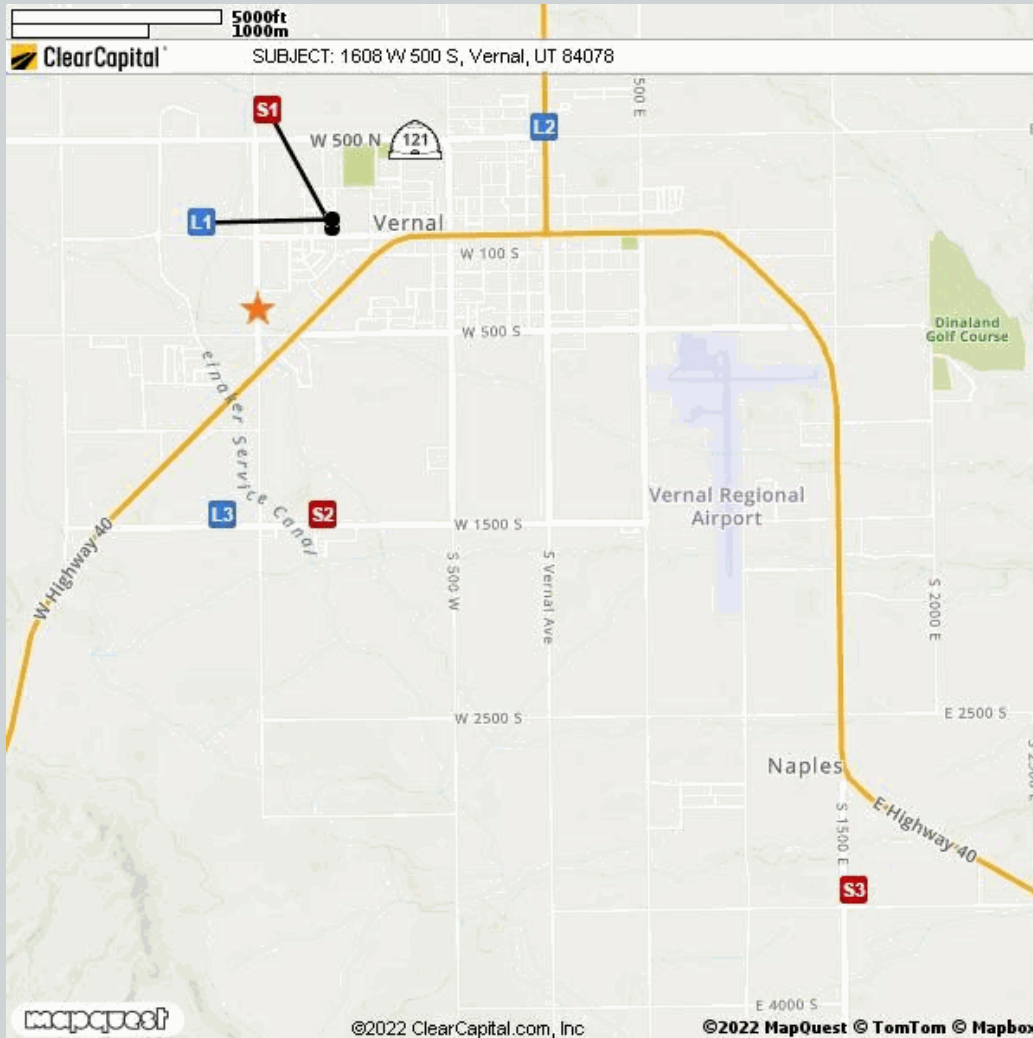 5000ft
1000m
ClearCapital
SUBJECT: 1608 W 500 S, Vernal, UT 84078
500 E
S1
L2
W 500 N
121
L1
Vernal
W 100 S
W 500 S
Dinaland
Golf Course
einaker Service Canal
Vernal Regional
Airport
L3
S2
W 1500 S
W Highway 40
S 500 W
S Vernal Ave
S 2000 E
W 2500 S
E 2500 S
Naples
S 1500 E
E Highway 40
S3
E 4000 S
mapquest
©2022 ClearCapital.com, Inc
©2022 MapQuest © TomTom © Mapbox